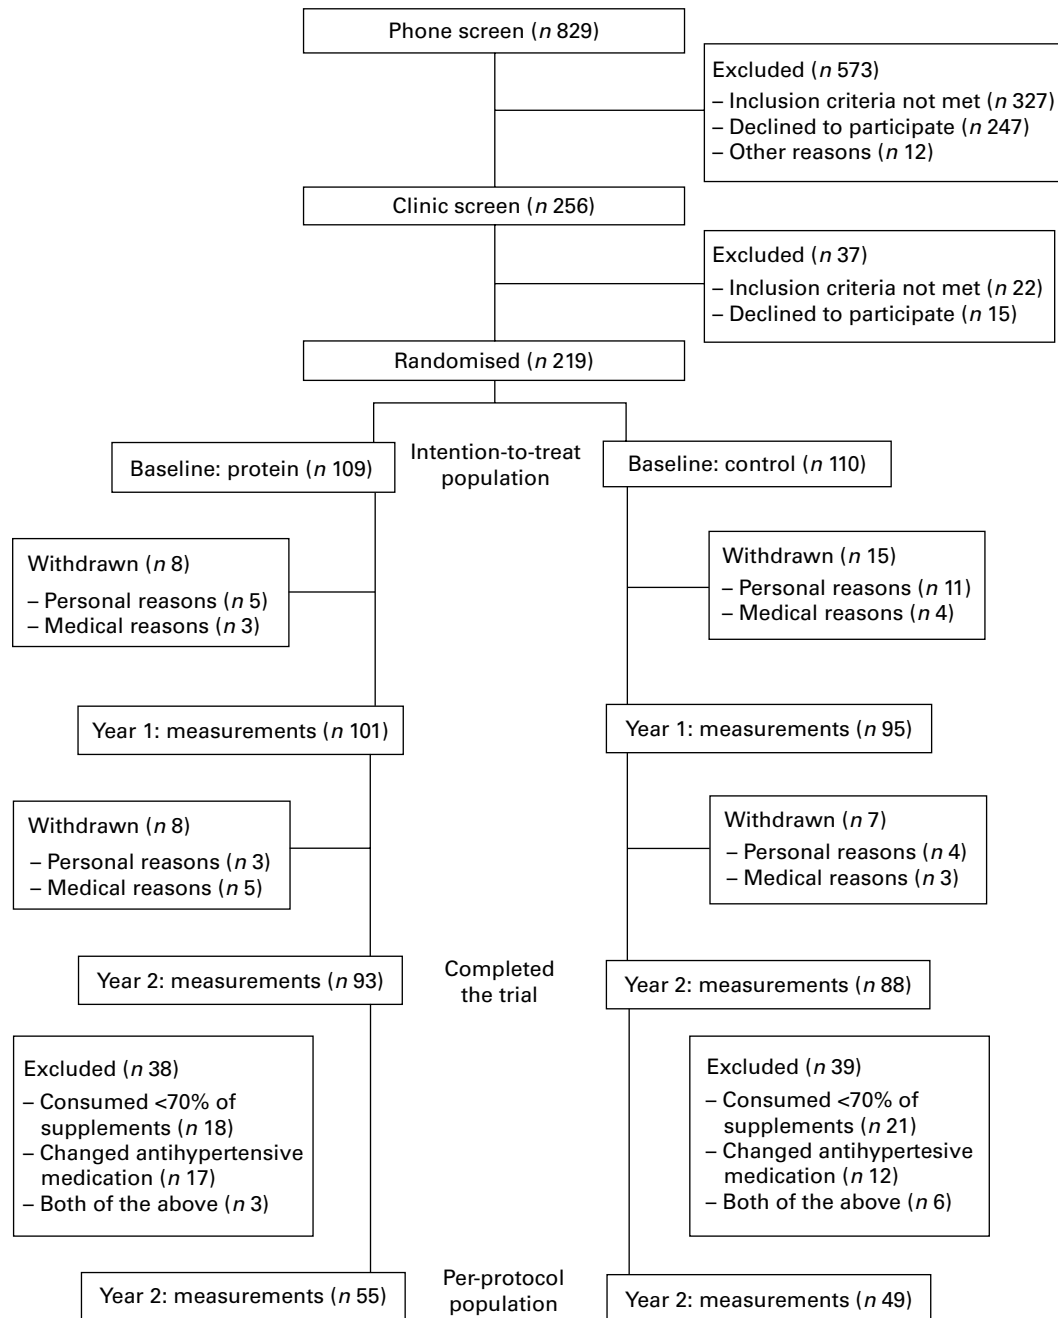 Phone screen (n 829)
Excluded (n 573)
– Inclusion criteria not met (n 327)
– Declined to participate (n 247)
– Other reasons (n 12)
Clinic screen (n 256)
Excluded (n 37)
– Inclusion criteria not met (n 22)
– Declined to participate (n 15)
Randomised (n 219)
Intention-to-treat
population
Baseline: protein (n 109)
Baseline: control (n 110)
Withdrawn (n 8)
– Personal reasons (n 5)
– Medical reasons (n 3)
Withdrawn (n 15)
– Personal reasons (n 11)
– Medical reasons (n 4)
Year 1: measurements (n 101)
Year 1: measurements (n 95)
Withdrawn (n 8)
– Personal reasons (n 3)
– Medical reasons (n 5)
Withdrawn (n 7)
– Personal reasons (n 4)
– Medical reasons (n 3)
Year 2: measurements (n 93)
Completed
the trial
Year 2: measurements (n 88)
Excluded (n 38)
– Consumed <70% of
supplements (n 18)
– Changed antihypertensive
medication (n 17)
– Both of the above (n 3)
Excluded (n 39)
– Consumed <70% of
supplements (n 21)
– Changed antihypertesive
medication (n 12)
– Both of the above (n 6)
Year 2: measurements (n 55)
Per-protocol
population
Year 2: measurements (n 49)